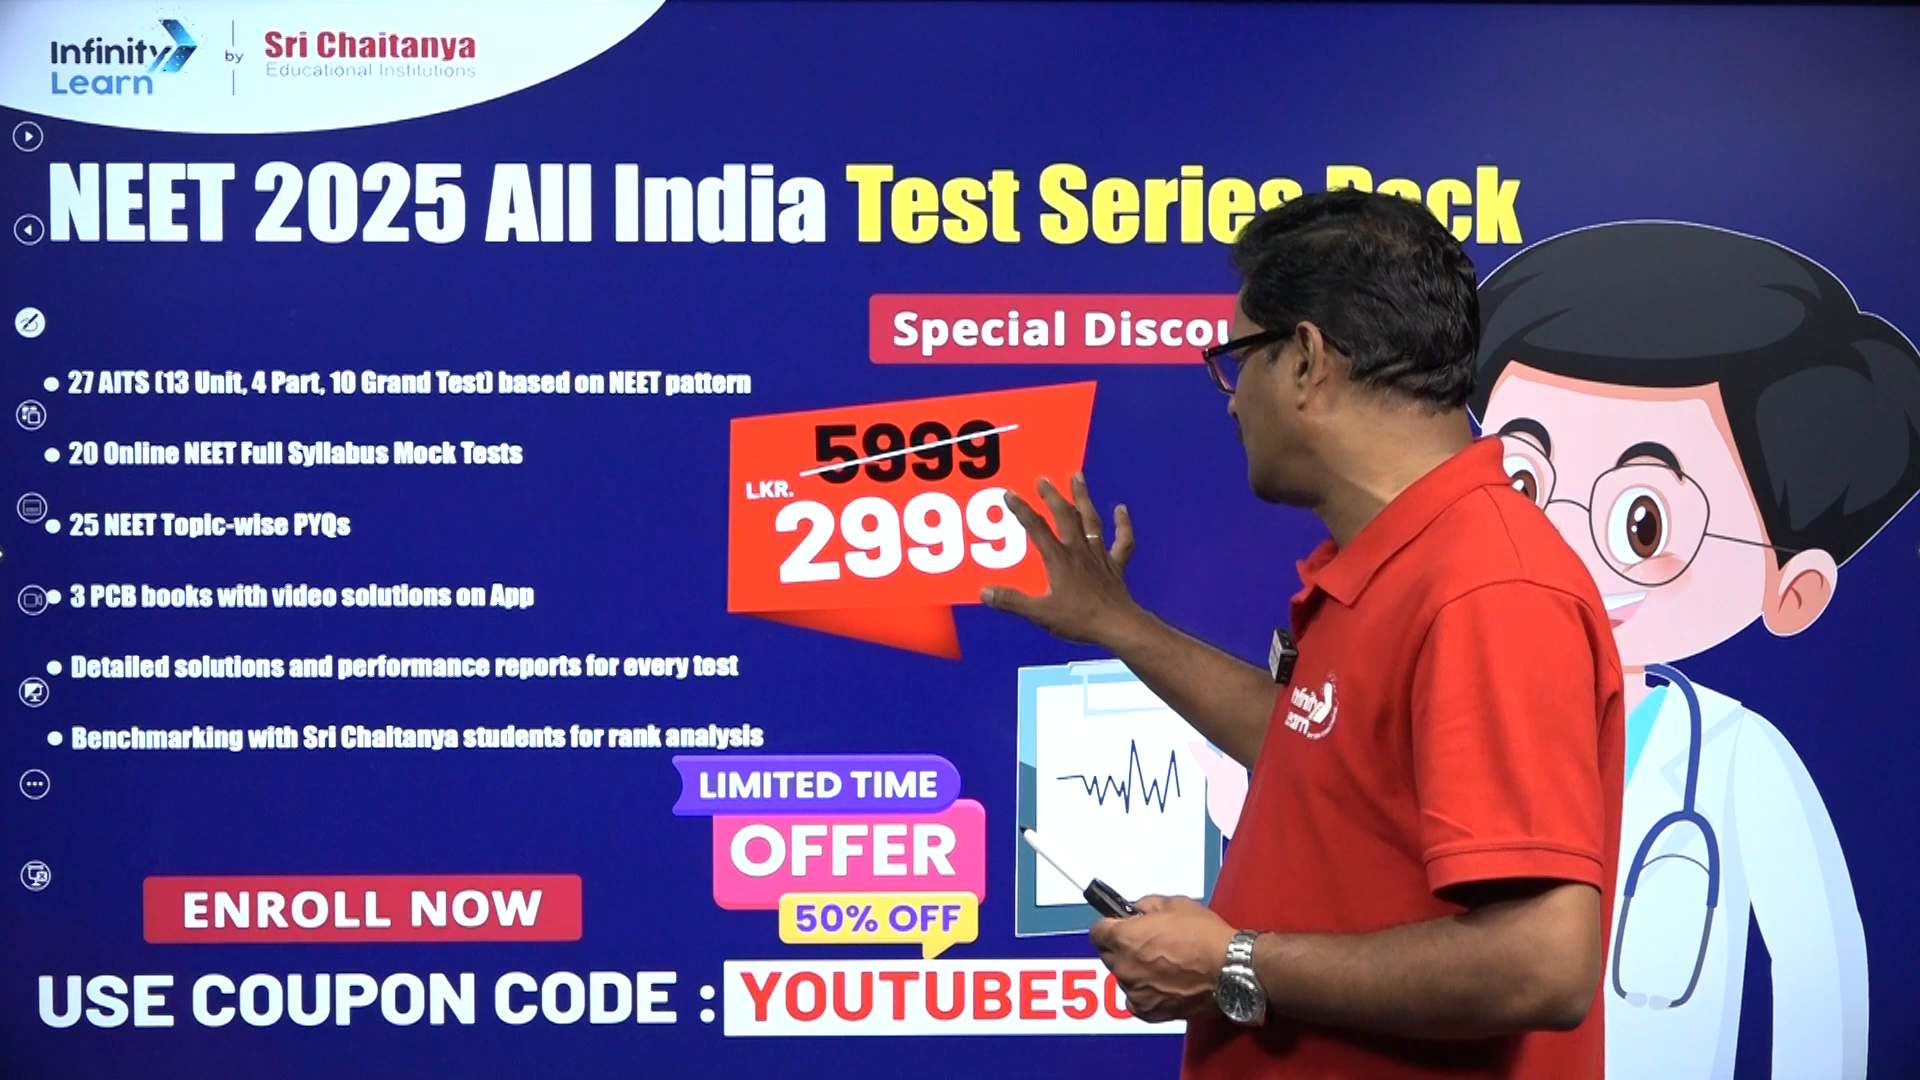 Infinity Learn
by
Sri Chaitanya
Educational Institutions
NEET 2025 All India Test Series
Special
27 AITS (13 Unit, 4 Part, 10 Grand Test) based on NEET pattern
20 Online NEET Full Syllabus Mock Tests
25 NEET Topic-wise PYQs
3 PCB books with video solutions on App
Detailed solutions and performance reports for every test
Benchmarking with Sri Chaitanya students for rank analysis
5999
LKR. 2999
LIMITED TIME
OFFER
50% OFF
ENROLL NOW
USE COUPON CODE : YOUTUBE50
Infinity
Learn